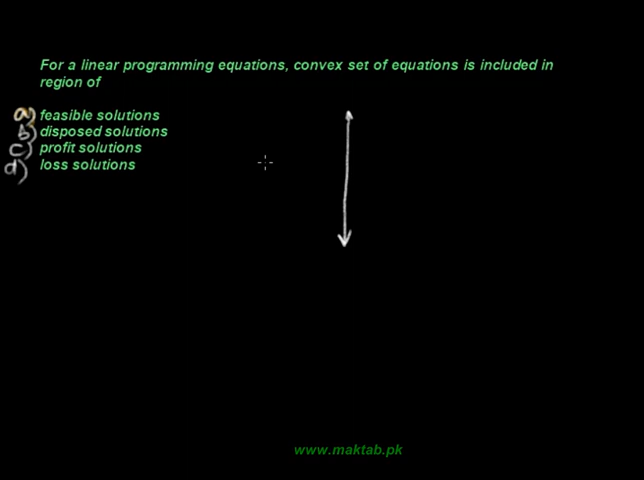 For a linear programming equations, convex set of equations is included in
region of
a) feasible solutions
b) disposed solutions
c) profit solutions
d) loss solutions
www.maktab.pk